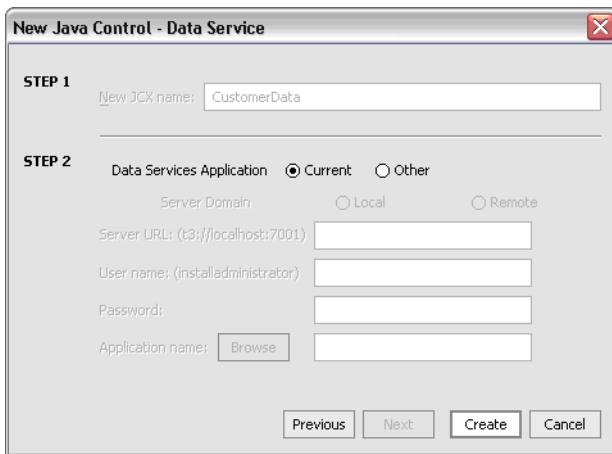 New Java Control - Data Service
STEP 1
New JCX name: CustomerData
STEP 2
Data Services Application Current Other
Server Domain Local Remote
Server URL: (t3://localhost:7001)
User name: (installadministrator)
Password:
Application name: Browse
Previous Next Create Cancel